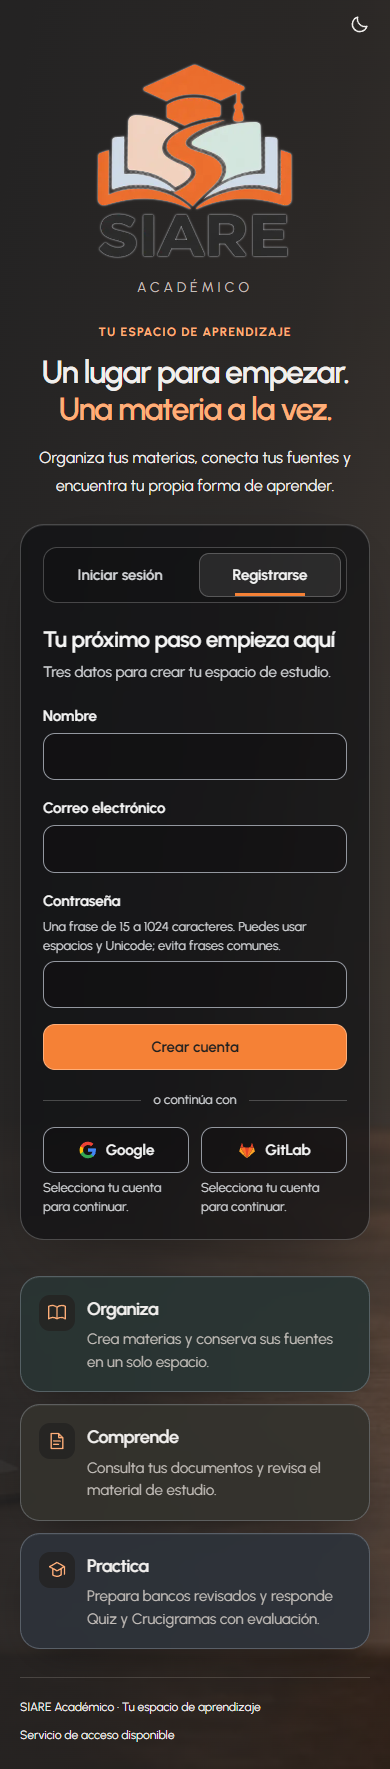 SIARE
ACADÉMICO
TU ESPACIO DE APRENDIZAJE
Un lugar para empezar.
Una materia a la vez.
Organiza tus materias, conecta tus fuentes y
encuentra tu propia forma de aprender.
Iniciar sesión
Registrarse
Tu próximo paso empieza aquí
Tres datos para crear tu espacio de estudio.
Nombre
Correo electrónico
Contraseña
Una frase de 15 a 1024 caracteres. Puedes usar
espacios y Unicode; evita frases comunes.
Crear cuenta
o continúa con
Google
GitLab
Selecciona tu cuenta
para continuar.
Selecciona tu cuenta
para continuar.
Organiza
Crea materias y conserva sus fuentes
en un solo espacio.
Comprende
Consulta tus documentos y revisa el
material de estudio.
Practica
Prepara bancos revisados y responde
Quiz y Crucigramas con evaluación.
SIARE Académico · Tu espacio de aprendizaje
Servicio de acceso disponible